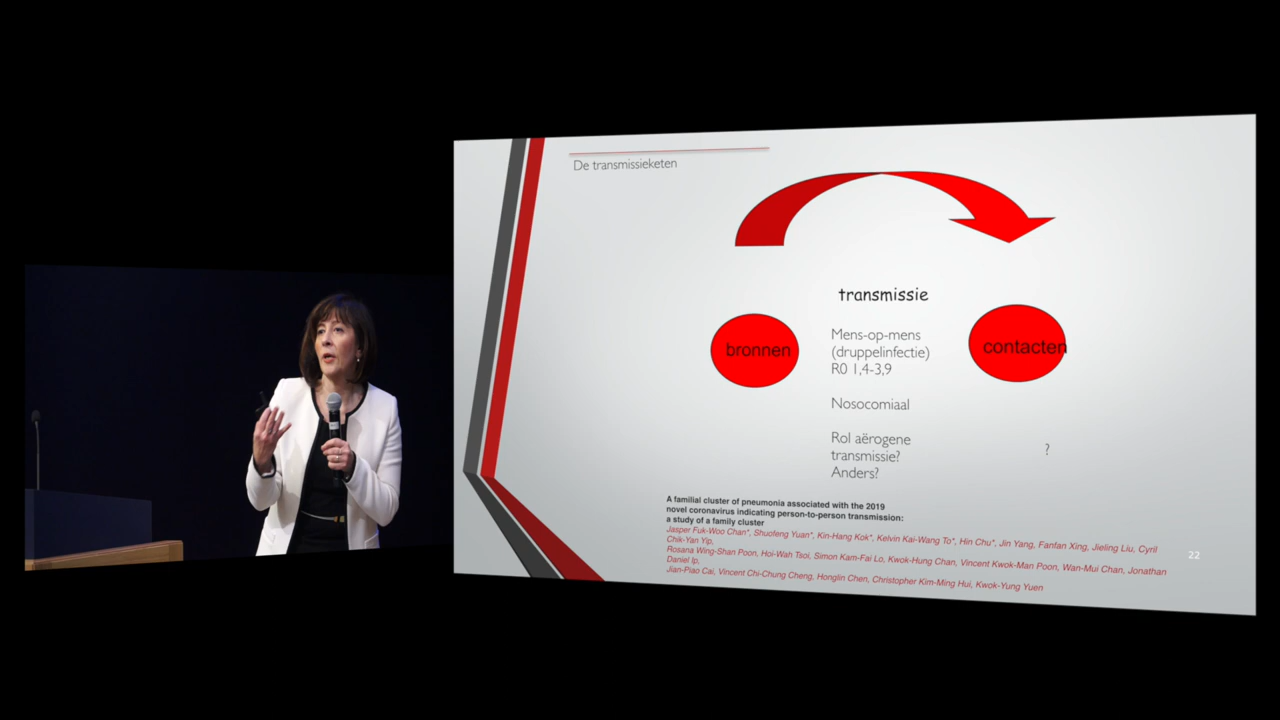 De transmissieketen
transmissie
bronnen
Mens-op-mens
(druppelinfectie)
R0 1,4-3,9
contacten
Nosocomiaal
Rol aërogene
transmissie?
Anders?
?
A familial cluster of pneumonia associated with the 2019
novel coronavirus indicating person-to-person transmission:
a study of a family cluster
Jasper Fuk-Woo Chan*, Shuofeng Yuan*, Kin-Hang Kok*, Kelvin Kai-Wang To*, Hin Chu*, Jin Yang, Fanfan Xing, Jieling Liu, Cyril
Chik-Yan Yip,
Rosana Wing-Shan Poon, Hoi-Wah Tsoi, Simon Kam-Fai Lo, Kwok-Hung Chan, Vincent Kwok-Man Poon, Wan-Mui Chan, Jonathan
Daniel Ip,
Jian-Piao Cai, Vincent Chi-Chung Cheng, Honglin Chen, Christopher Kim-Ming Hui, Kwok-Yung Yuen
22